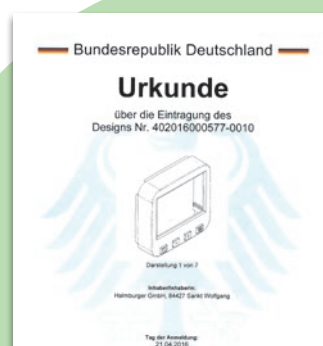 Bundesrepublik Deutschland
Urkunde
über die Eintragung des
Designs Nr. 402016000577-0010
Darstellung 1 von 7
Inhaber/Inhaberin:
Haimburger GmbH, 84427 Sankt Wolfgang
Tag der Anmeldung:
21.04.2016